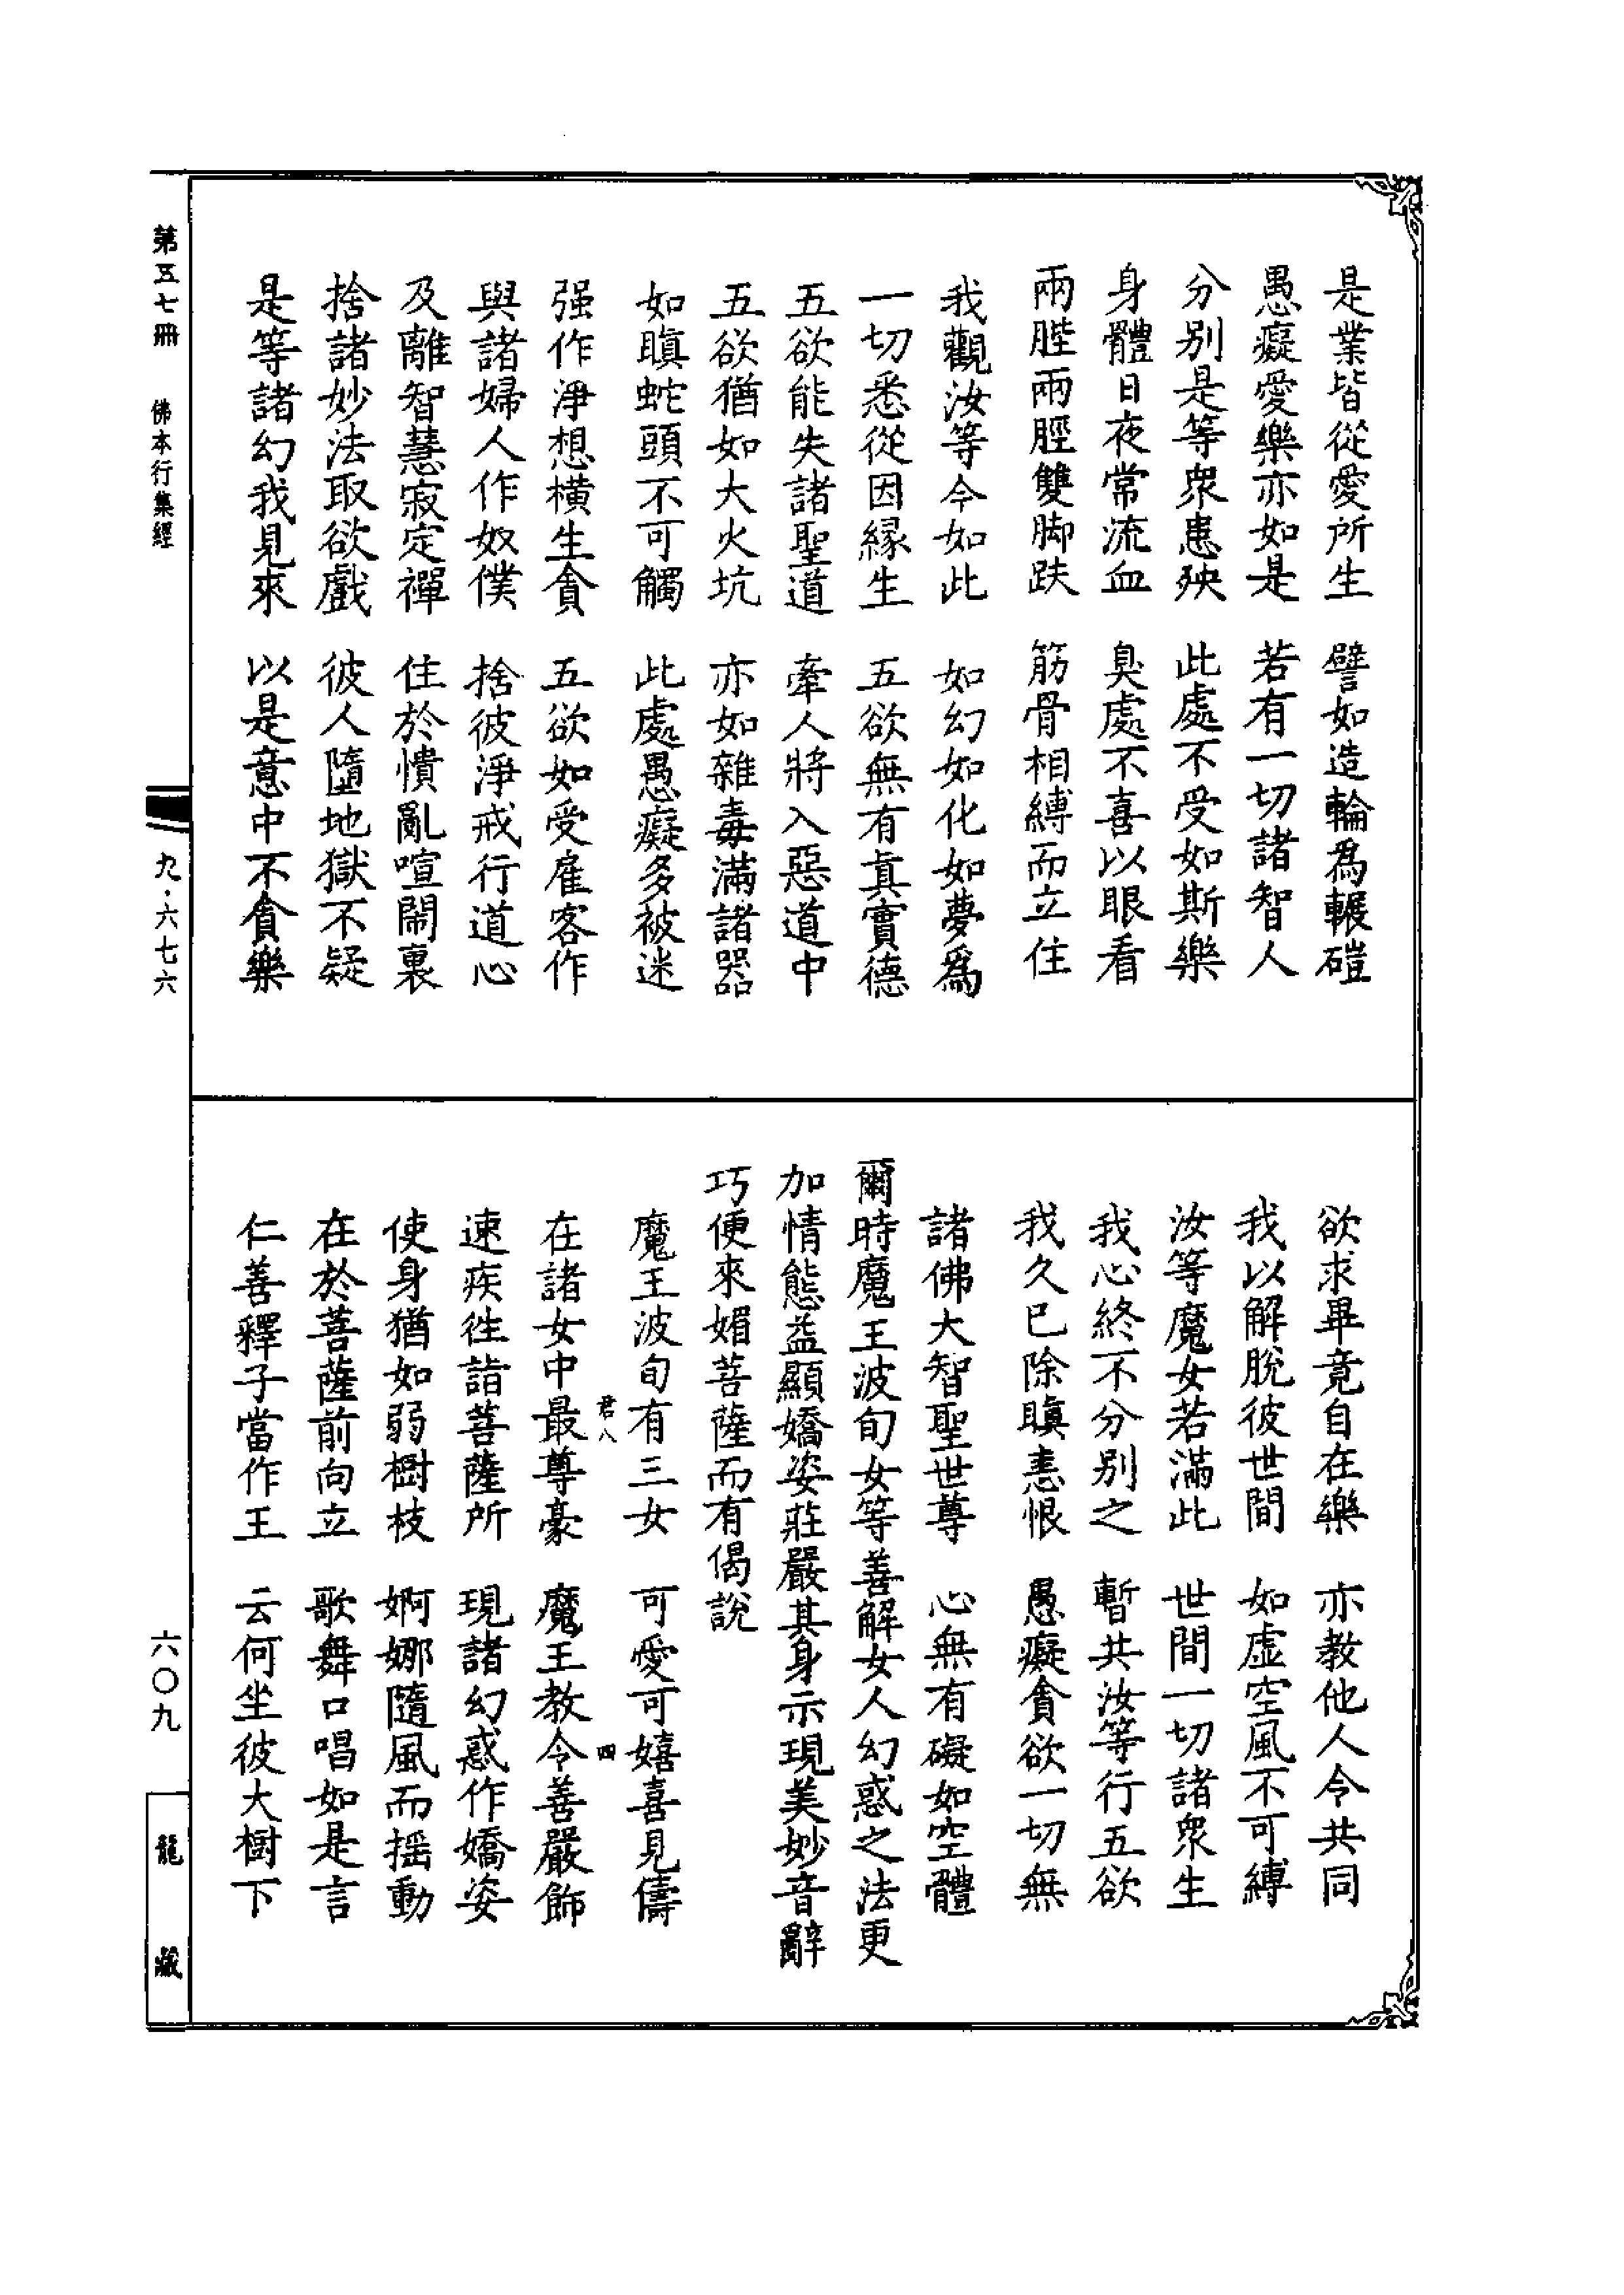 是業皆從愛所生　譬如造輪為輾磑
愚癡愛樂亦如是　若有一切諸智人
分別是等衆患殃　此處不受如斯樂
身體日夜常流血　臭處不喜以眼看
兩䏶兩脛雙脚趺　筋骨相縛而立住
我觀汝等今如此　如幻如化如夢為
一切悉從因緣生　五欲無有真實德
五欲能失諸聖道　牽人將入惡道中
五欲猶如大火坑　亦如雜毒滿諸器
如瞋蛇頭不可觸　此處愚癡多被迷
强作淨想橫生貪　五欲如受雇客作
與諸婦人作奴僕　捨彼淨戒行道心
及離智慧寂定禪　住於憒亂喧鬧裏
捨諸妙法取欲戲　彼人墮地獄不疑
是等諸幻我見來　以是意中不貪樂
欲求畢竟自在樂　亦教他人令共同
我以解脫彼世間　如虛空風不可縛
汝等魔女若滿此　世間一切諸衆生
我心終不分別之　暫共汝等行五欲
我久已除瞋恚恨　愚癡貪欲一切無
諸佛大智聖世尊　心無有礙如空體
爾時魔王波旬女等善解女人幻惑之法更
加情態益顯嬌姿莊嚴其身示現美妙音辭
巧便來媚菩薩而有偈說
魔王波旬有三女　可愛可嬉喜見儔
君八　四
在諸女中最尊豪　魔王教令善嚴飾
速疾往詣菩薩所　現諸幻惑作嬌姿
使身猶如弱樹枝　婀娜隨風而摇動
在於菩薩前向立　歌舞口唱如是言
仁善釋子當作王　云何坐彼大樹下
第五七冊　佛本行集經　九·六七六　六〇九　龍藏